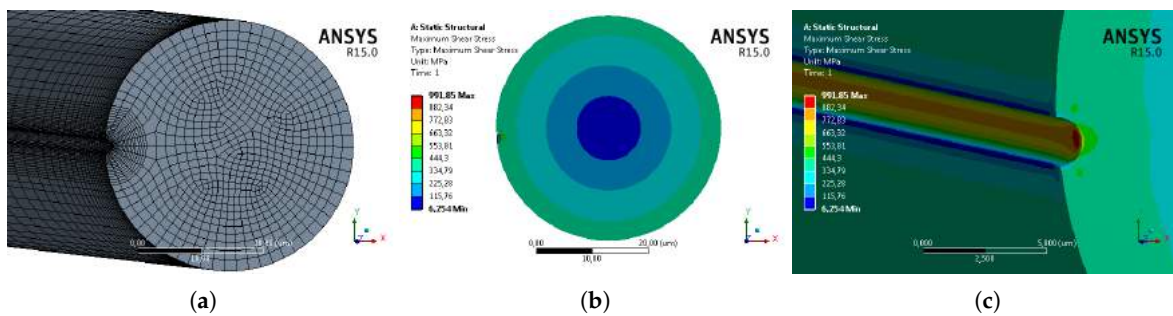 ANSYS
R15.0
Y
X
0,00
(um)
(a)
A: Static Structural
Maximum Shear Stress
Type: Maximum Shear Stress
Unit: MPa
Time: 1
991,85 Max
882,34
772,83
663,32
553,81
444,3
334,79
225,28
115,76
6,254 Min
ANSYS
R15.0
0,00
20,00 (um)
10,00
Y
Z
X
(b)
A: Static Structural
Maximum Shear Stress
Type: Maximum Shear Stress
Unit: MPa
Time: 1
991,85 Max
882,34
772,83
663,32
553,81
444,3
334,79
225,28
115,76
6,254 Min
ANSYS
R15.0
0,000
5,000 (um)
2,500
Y
X
(c)